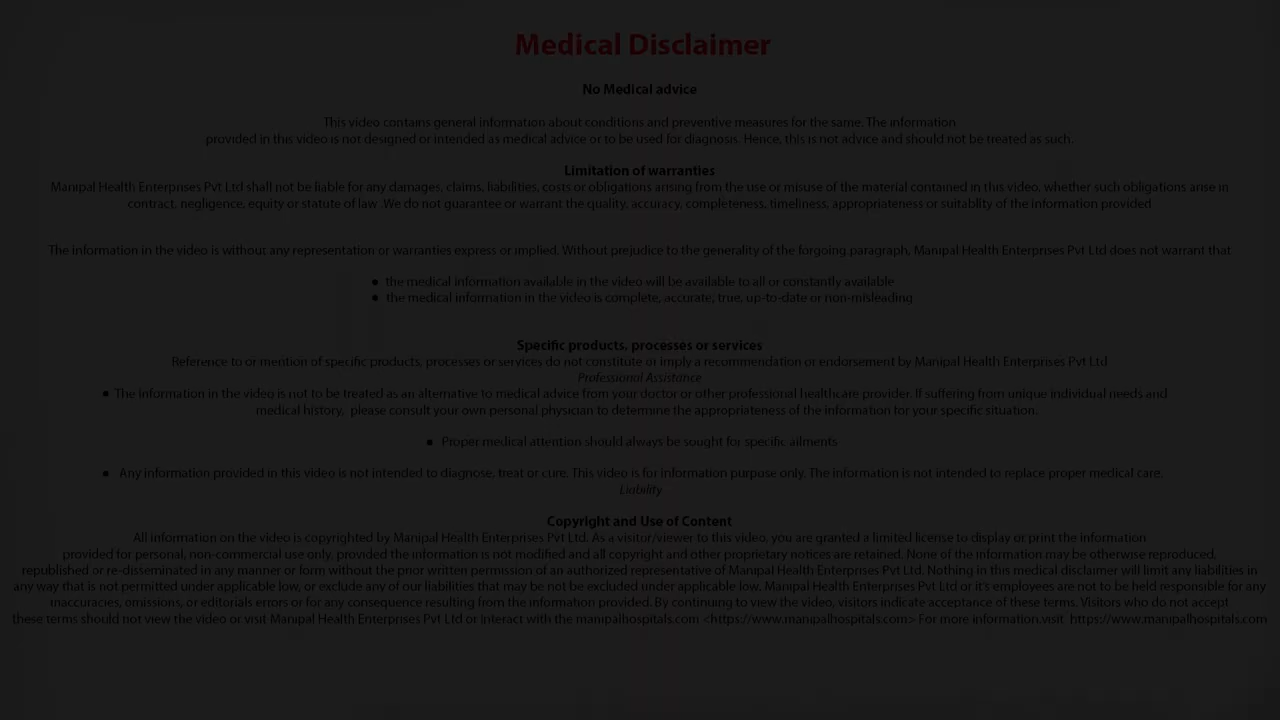 Medical Disclaimer
No Medical advice
This video contains general information about conditions and preventive measures for the same. The information
provided in this video is not designed or intended as medical advice or to be used for diagnosis. Hence, this is not advice and should not be treated as such.
Limitation of warranties
Manipal Health Enterprises Pvt Ltd shall not be liable for any damages, claims, liabilities, costs or obligations arising from the use or misuse of the material contained in this video, whether such obligations arise in
contract, negligence, equity or statute of law .We do not guarantee or warrant the quality, accuracy, completeness, timeliness, appropriateness or suitablity of the information provided
The information in the video is without any representation or warranties express or implied. Without prejudice to the generality of the forgoing paragraph, Manipal Health Enterprises Pvt Ltd does not warrant that
● the medical information available in the video will be available to all or constantly available
● the medical information in the video is complete, accurate, true, up-to-date or non-misleading
Specific products, processes or services
Reference to or mention of specific products, processes or services do not constitute or imply a recommendation or endorsement by Manipal Health Enterprises Pvt Ltd
Professional Assistance
● The information in the video is not to be treated as an alternative to medical advice from your doctor or other professional healthcare provider. If suffering from unique individual needs and
medical history, please consult your own personal physician to determine the appropriateness of the information for your specific situation.
● Proper medical attention should always be sought for specific ailments
● Any information provided in this video is not intended to diagnose, treat or cure. This video is for information purpose only. The information is not intended to replace proper medical care.
Liability
Copyright and Use of Content
All information on the video is copyrighted by Manipal Health Enterprises Pvt Ltd. As a visitor/viewer to this video, you are granted a limited license to display or print the information
provided for personal, non-commercial use only, provided the information is not modified and all copyright and other proprietary notices are retained. None of the information may be otherwise reproduced,
republished or re-disseminated in any manner or form without the prior written permission of an authorized representative of Manipal Health Enterprises Pvt Ltd. Nothing in this medical disclaimer will limit any liabilities in
any way that is not permitted under applicable low, or exclude any of our liabilities that may be not be excluded under applicable low. Manipal Health Enterprises Pvt Ltd or it's employees are not to be held responsible for any
inaccuracies, omissions, or editorials errors or for any consequence resulting from the information provided. By continuing to view the video, visitors indicate acceptance of these terms. Visitors who do not accept
these terms should not view the video or visit Manipal Health Enterprises Pvt Ltd or Interact with the manipalhospitals.com <https://www.manipalhospitals.com> For more information.visit https://www.manipalhospitals.com